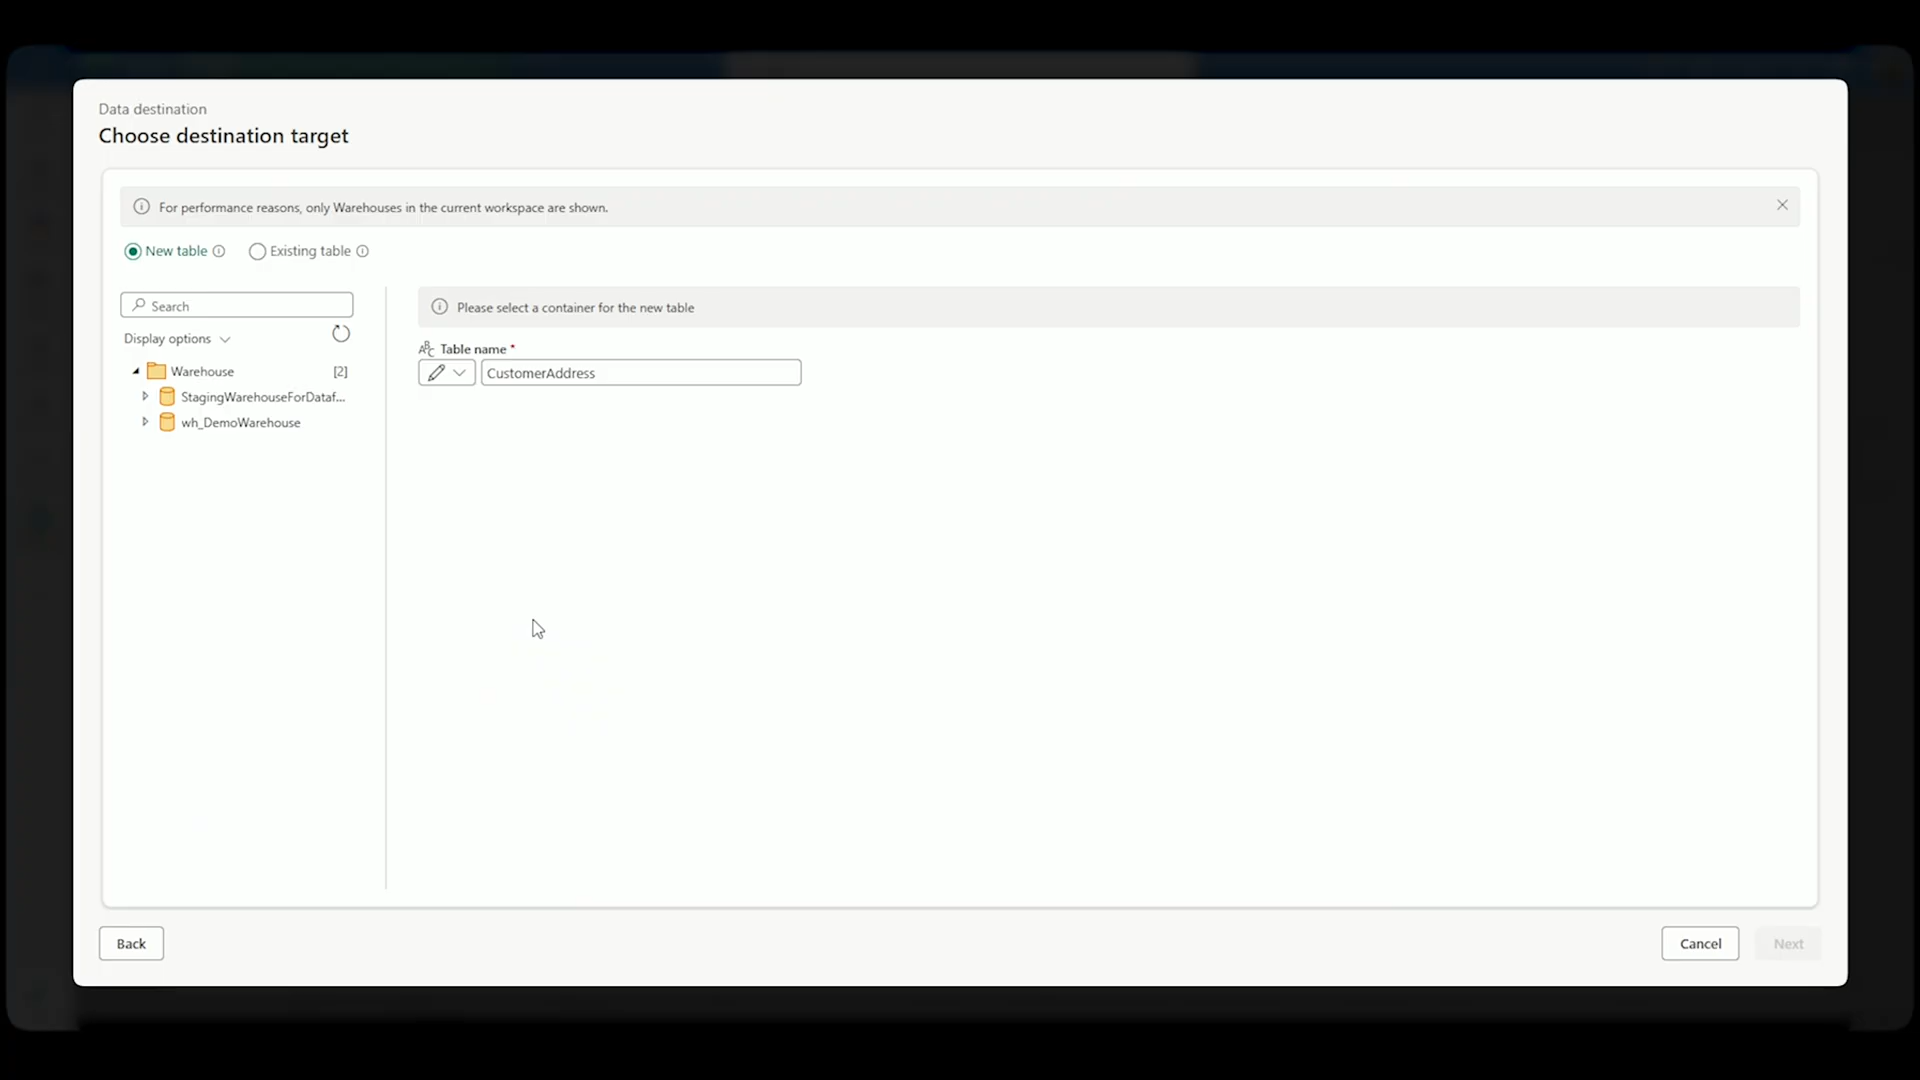 Data destination
Choose destination target
For performance reasons, only Warehouses in the current workspace are shown.
New table
Existing table
Search
Display options
Warehouse [2]
StagingWarehouseForDataf...
wh_DemoWarehouse
Please select a container for the new table
Table name *
CustomerAddress
Back
Cancel
Next